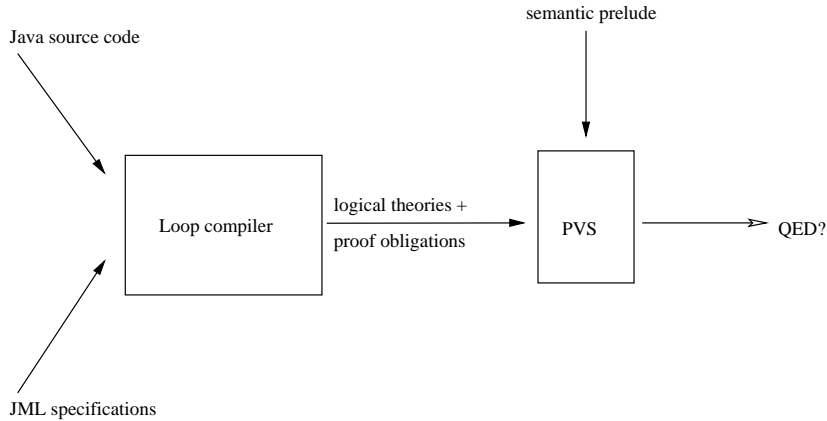 semantic prelude
Java source code
Loop compiler
logical theories +
proof obligations
PVS
QED?
JML specifications